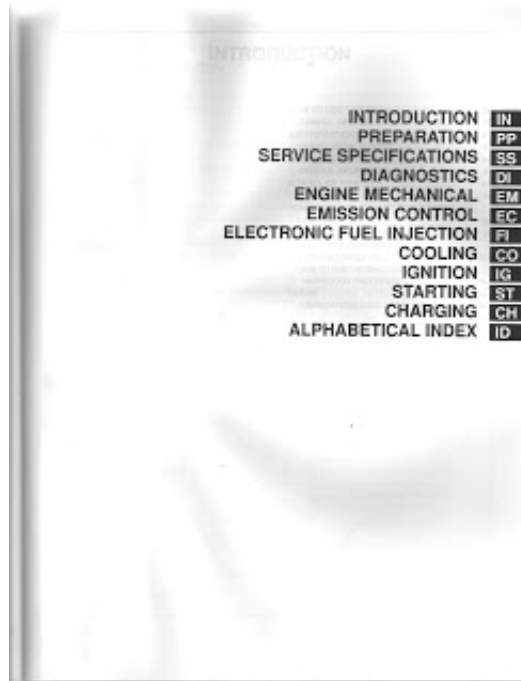 INTRODUCTION
INTRODUCTION IN
PREPARATION PP
SERVICE SPECIFICATIONS SS
DIAGNOSTICS DI
ENGINE MECHANICAL EM
EMISSION CONTROL EC
ELECTRONIC FUEL INJECTION FI
COOLING CO
IGNITION IG
STARTING ST
CHARGING CH
ALPHABETICAL INDEX ID